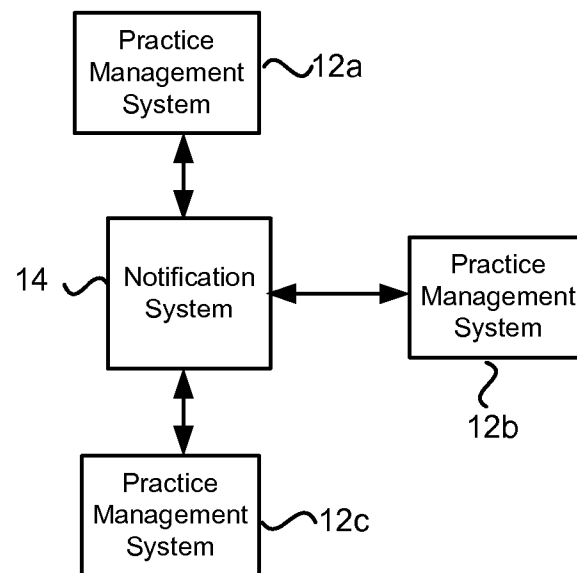 Practice
Management
System
12a
14
Notification
System
Practice
Management
System
12b
Practice
Management
System
12c